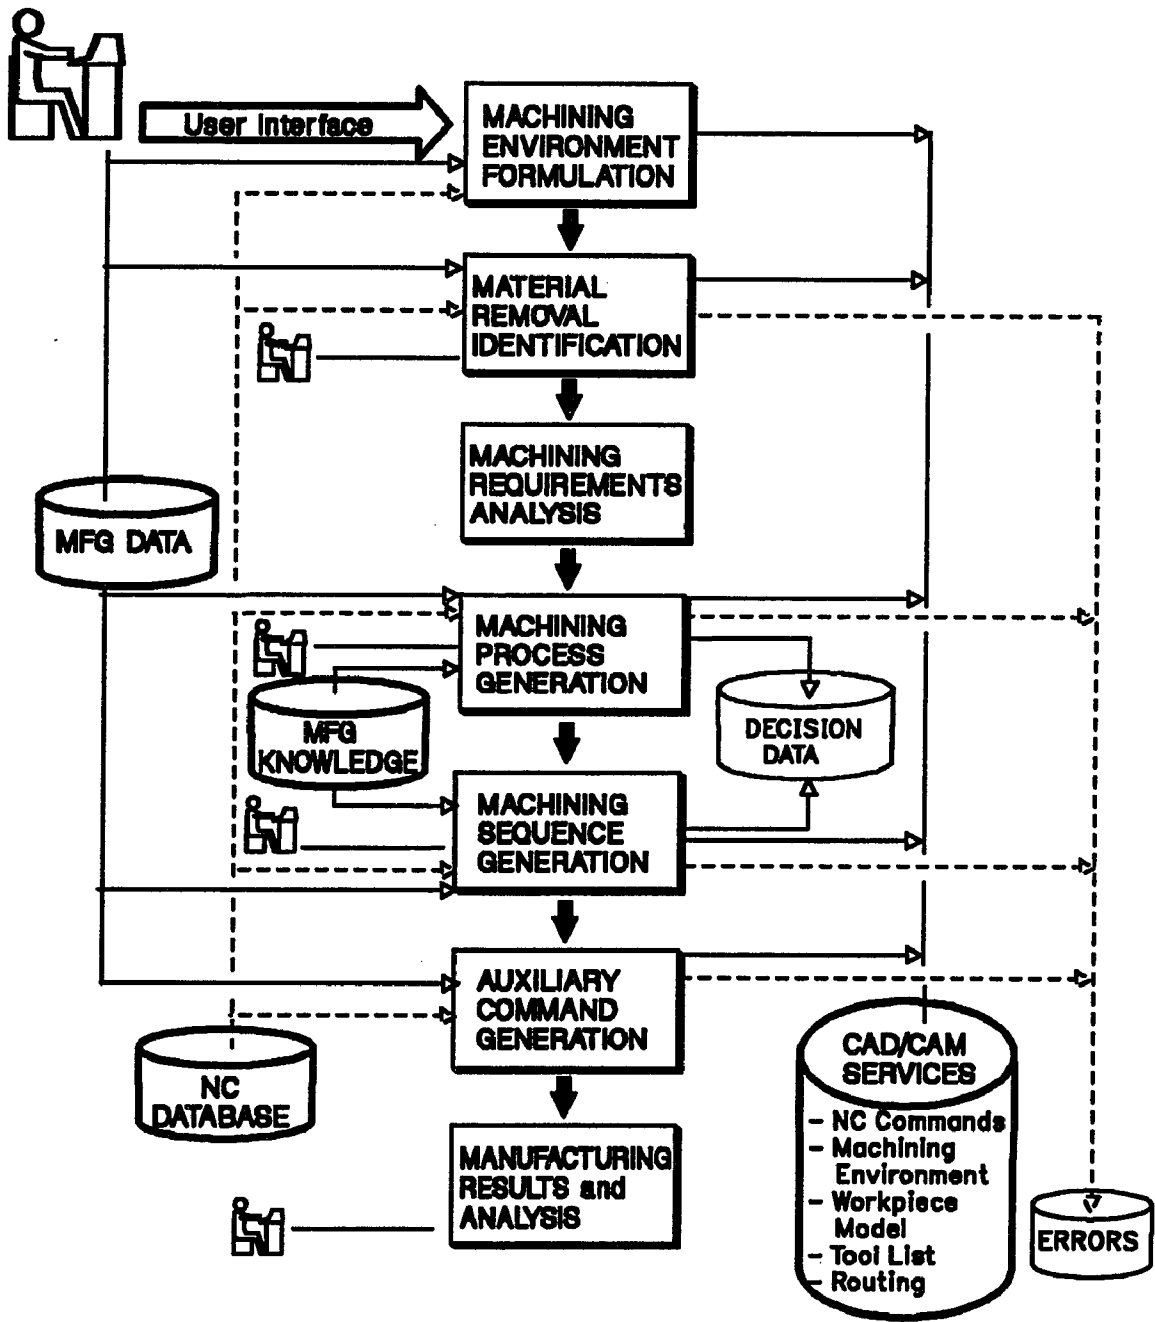 User Interface
MACHINING
ENVIRONMENT
FORMULATION
MATERIAL
REMOVAL
IDENTIFICATION
MACHINING
REQUIREMENTS
ANALYSIS
MFG DATA
MACHINING
PROCESS
GENERATION
MFG
KNOWLEDGE
DECISION
DATA
MACHINING
SEQUENCE
GENERATION
AUXILIARY
COMMAND
GENERATION
NC
DATABASE
CAD/CAM
SERVICES
- NC Commands
- Machining
Environment
- Workpiece
Model
- Tool List
- Routing
MANUFACTURING
RESULTS and
ANALYSIS
ERRORS